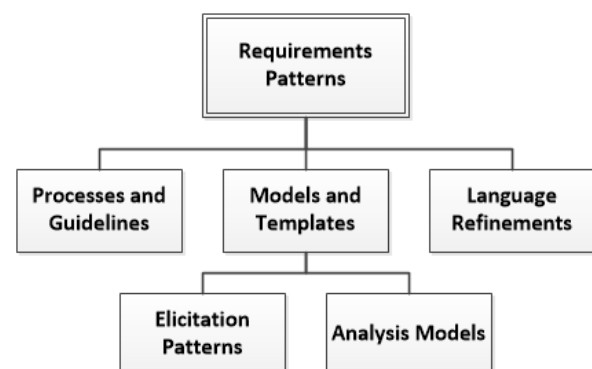 Requirements
Patterns
Processes and
Guidelines
Models and
Templates
Language
Refinements
Elicitation
Patterns
Analysis Models